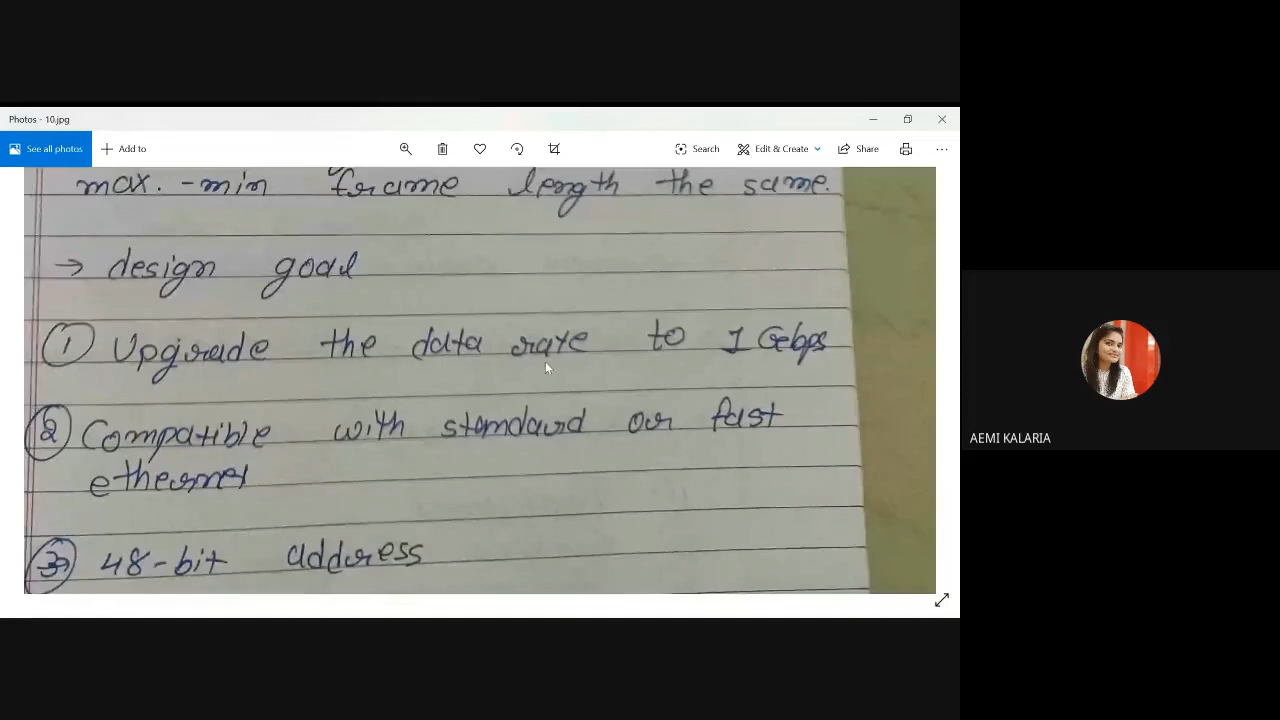 Photos - 10.jpg
See all photos
Add to
Search
Edit & Create
Share
max. -min frame length the same.
→ design goal
① Upgrade the data rate to 1 Gbps
② Compatible with standard or fast
ethernet
③ 48-bit address
AEMI KALARIA